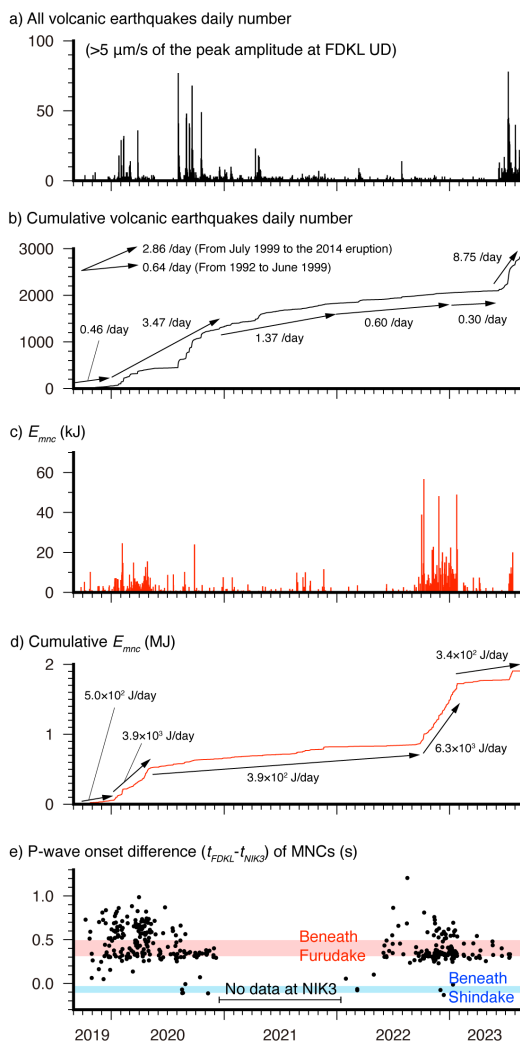 a) All volcanic earthquakes daily number
(>5 μm/s of the peak amplitude at FDKL UD)
100
50
0
b) Cumulative volcanic earthquakes daily number
3000
2000
1000
0
2.86 /day (From July 1999 to the 2014 eruption)
0.64 /day (From 1992 to June 1999)
8.75 /day
0.46 /day
3.47 /day
1.37 /day
0.60 /day
0.30 /day
c) Emnc (kJ)
60
40
20
0
d) Cumulative Emnc (MJ)
2
1
0
5.0×10² J/day
3.9×10³ J/day
3.9×10² J/day
3.4×10² J/day
6.3×10³ J/day
e) P-wave onset difference (tFDKL-tNIK3) of MNCs (s)
1.0
0.5
0.0
Beneath
Furudake
Beneath
Shindake
No data at NIK3
2019 2020 2021 2022 2023